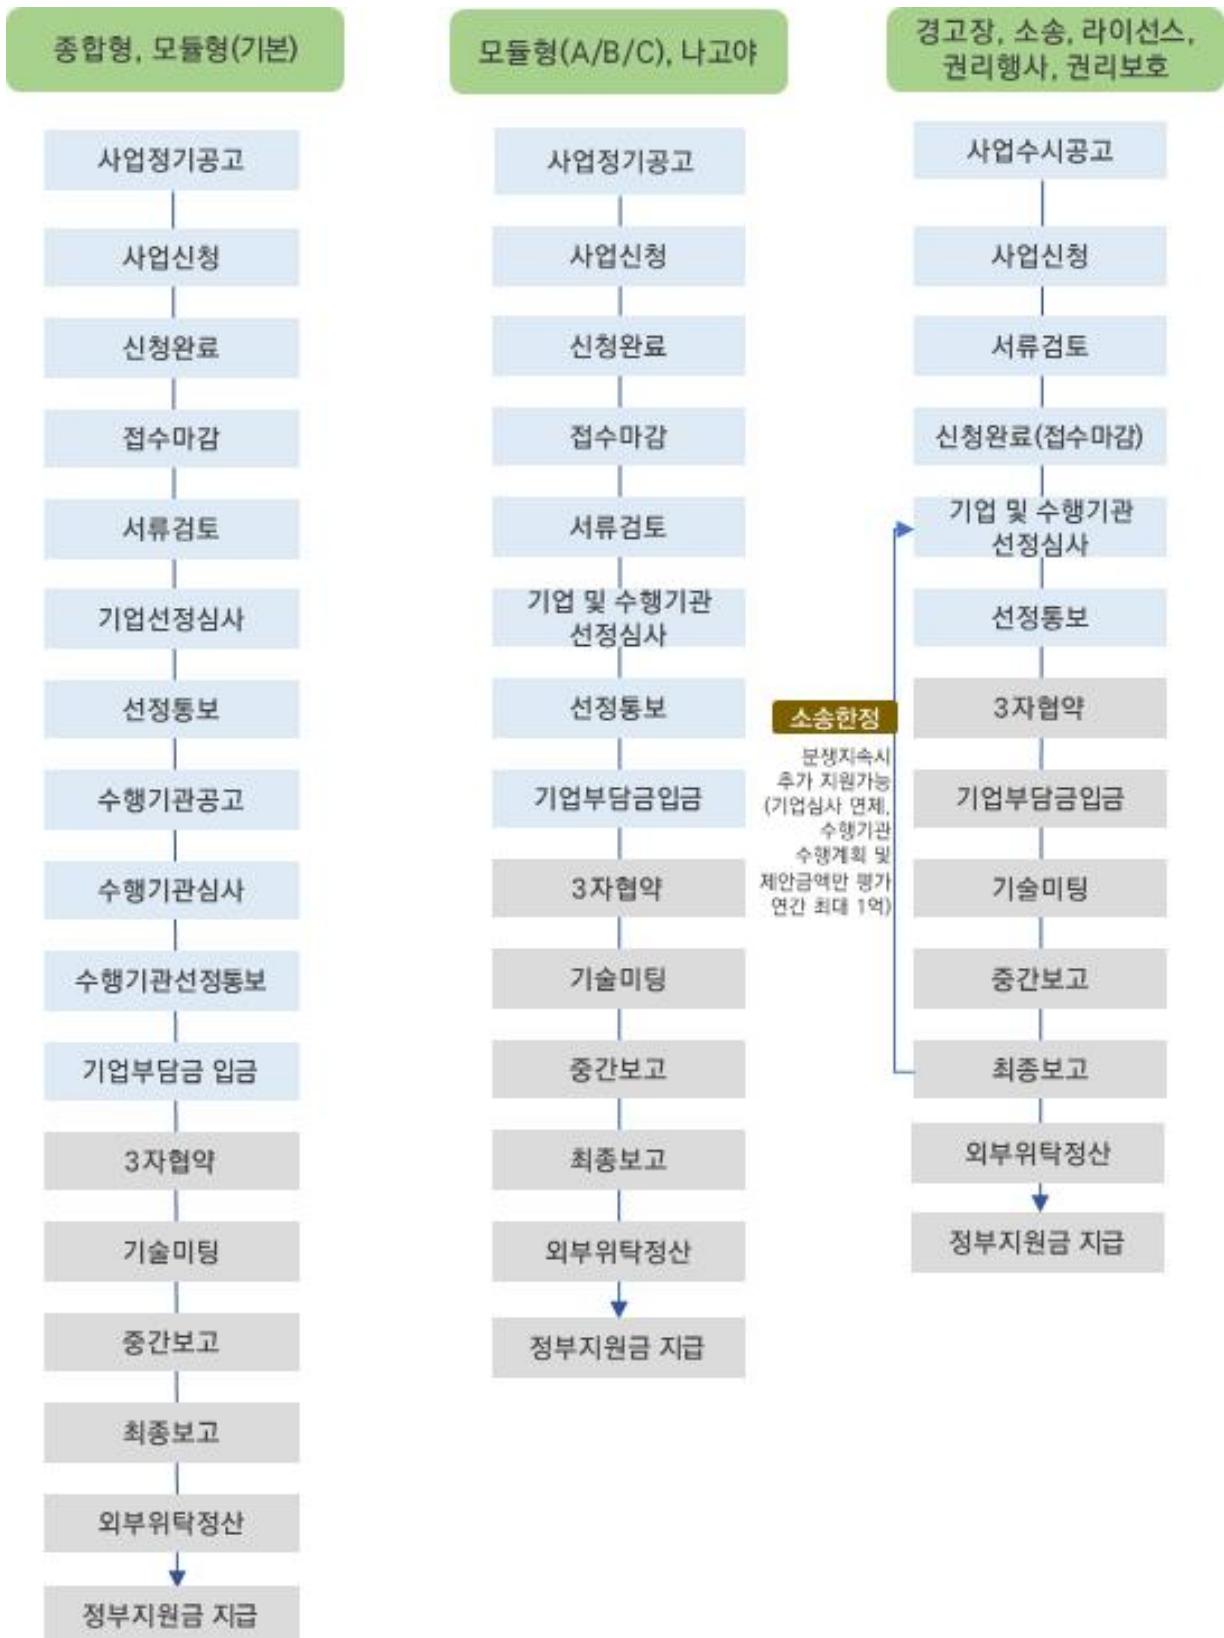 종합형, 모듈형(기본)
사업정기공고
사업신청
신청완료
접수마감
서류검토
기업선정심사
선정통보
수행기관공고
수행기관심사
수행기관선정통보
기업부담금 입금
3자협약
기술미팅
중간보고
최종보고
외부위탁정산
정부지원금 지급
모듈형(A/B/C), 나고야
사업정기공고
사업신청
신청완료
접수마감
서류검토
기업 및 수행기관
선정심사
선정통보
기업부담금입금
3자협약
기술미팅
중간보고
최종보고
외부위탁정산
정부지원금 지급
경고장, 소송, 라이선스,
권리행사, 권리보호
사업수시공고
사업신청
서류검토
신청완료(접수마감)
기업 및 수행기관
선정심사
선정통보
3자협약
기업부담금입금
기술미팅
중간보고
최종보고
외부위탁정산
정부지원금 지급
소송한정
분쟁지속시
추가 지원가능
(기업심사 면제,
수행기관
수행계획 및
제안금액만 평가
연간 최대 1억)